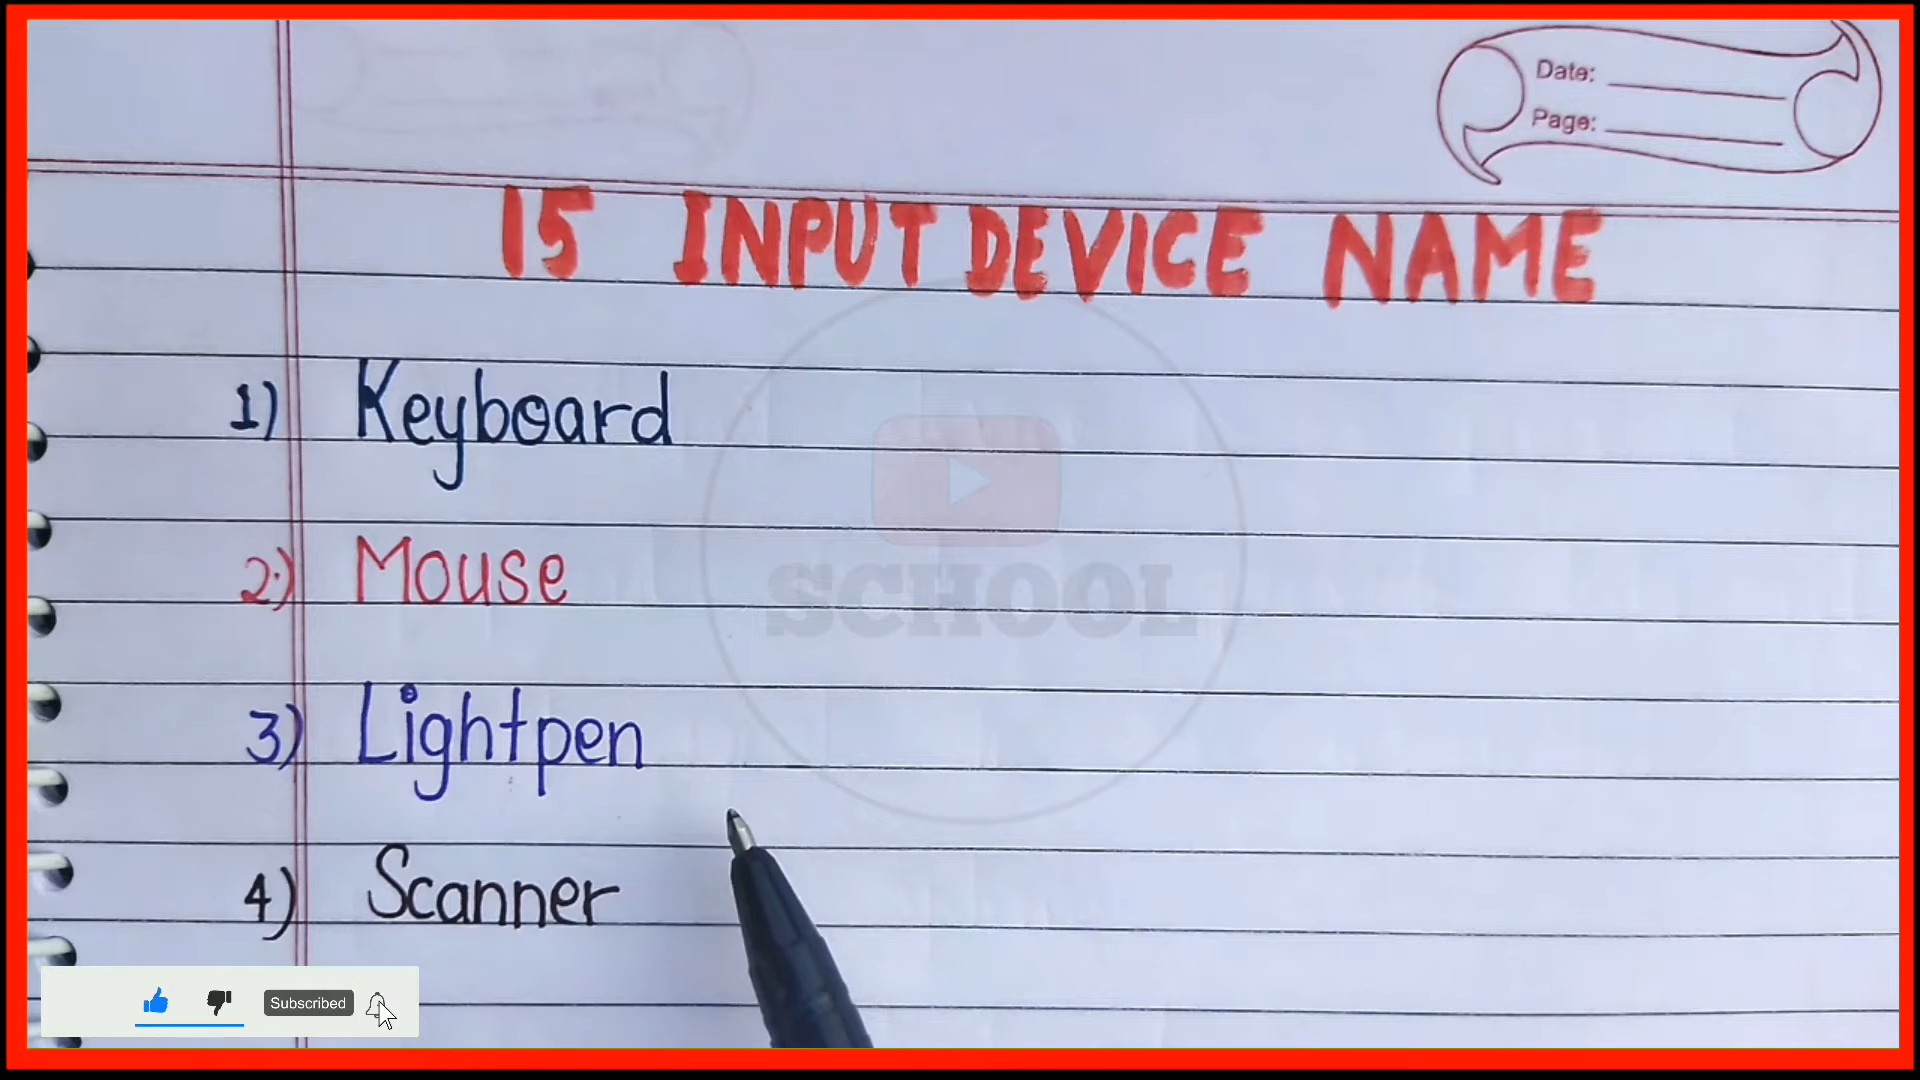 Date:
Page:
15 INPUT DEVICE NAME
1) Keyboard
2) Mouse
SCHOOL
3) Lightpen
4) Scanner
Subscribed